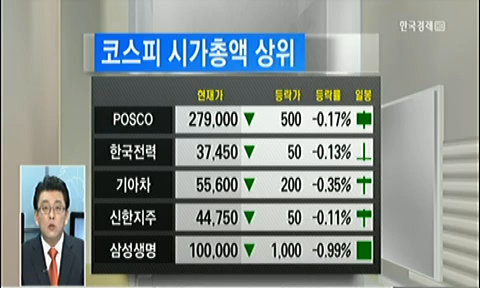 한국경제HD
코스피 시가총액 상위
현재가 등락가 등락률 일봉
POSCO 279,000 ▼ 500 -0.17%
한국전력 37,450 ▼ 50 -0.13%
기아차 55,600 ▼ 200 -0.35%
신한지주 44,750 ▼ 50 -0.11%
삼성생명 100,000 ▼ 1,000 -0.99%